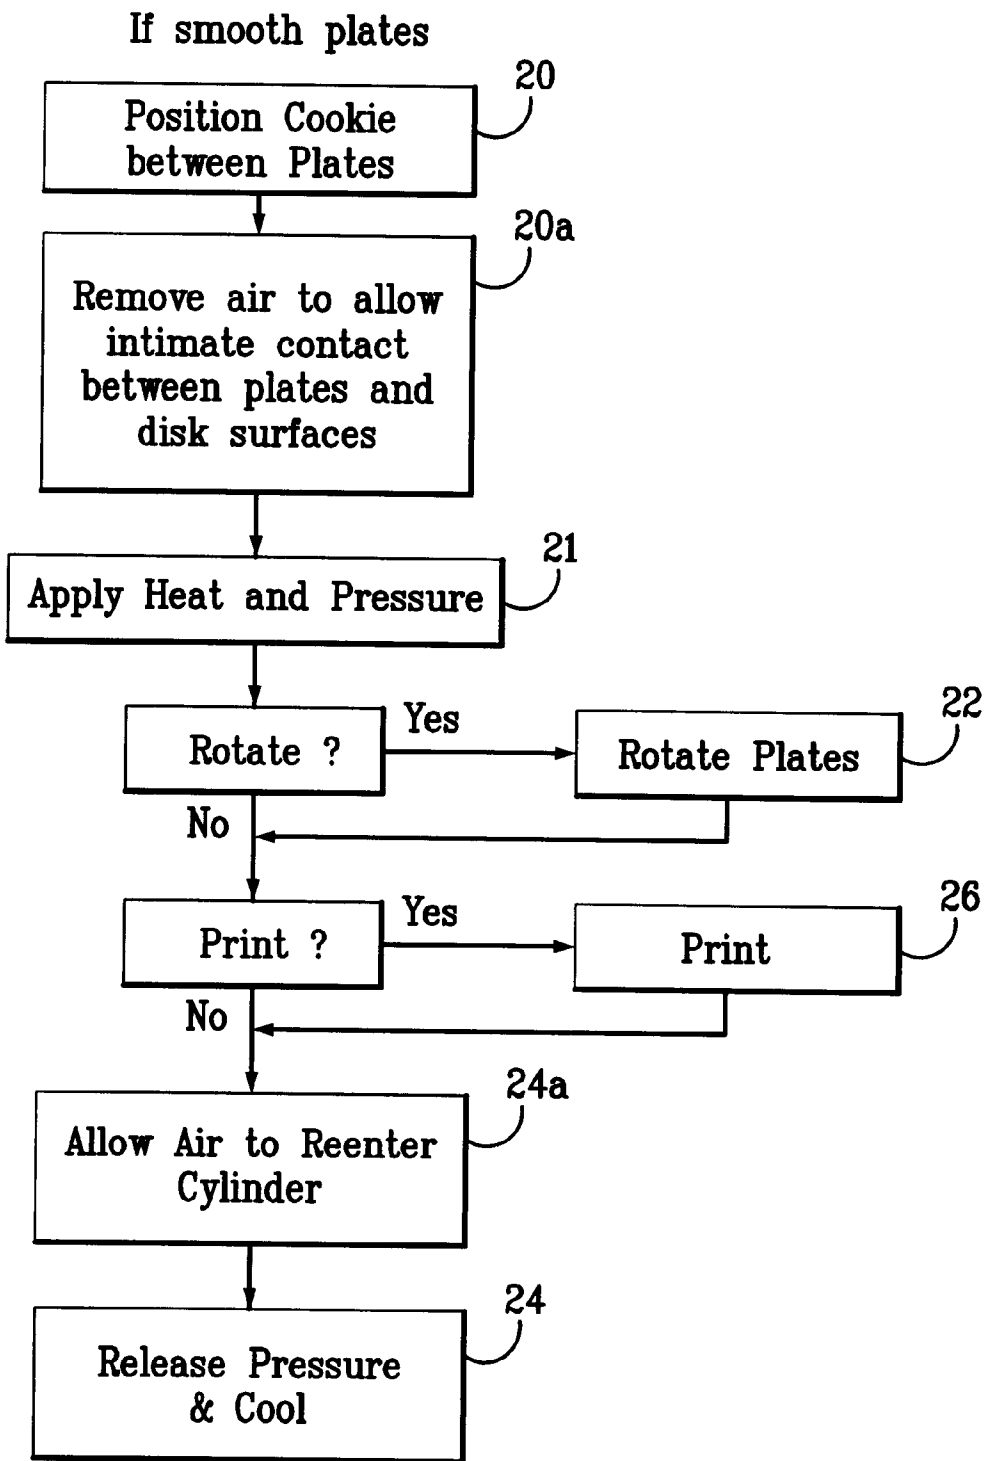 If smooth plates
20
Position Cookie
between Plates
20a
Remove air to allow
intimate contact
between plates and
disk surfaces
21
Apply Heat and Pressure
22
Rotate ?
Yes
Rotate Plates
No
26
Print ?
Yes
Print
No
24a
Allow Air to Reenter
Cylinder
24
Release Pressure
& Cool